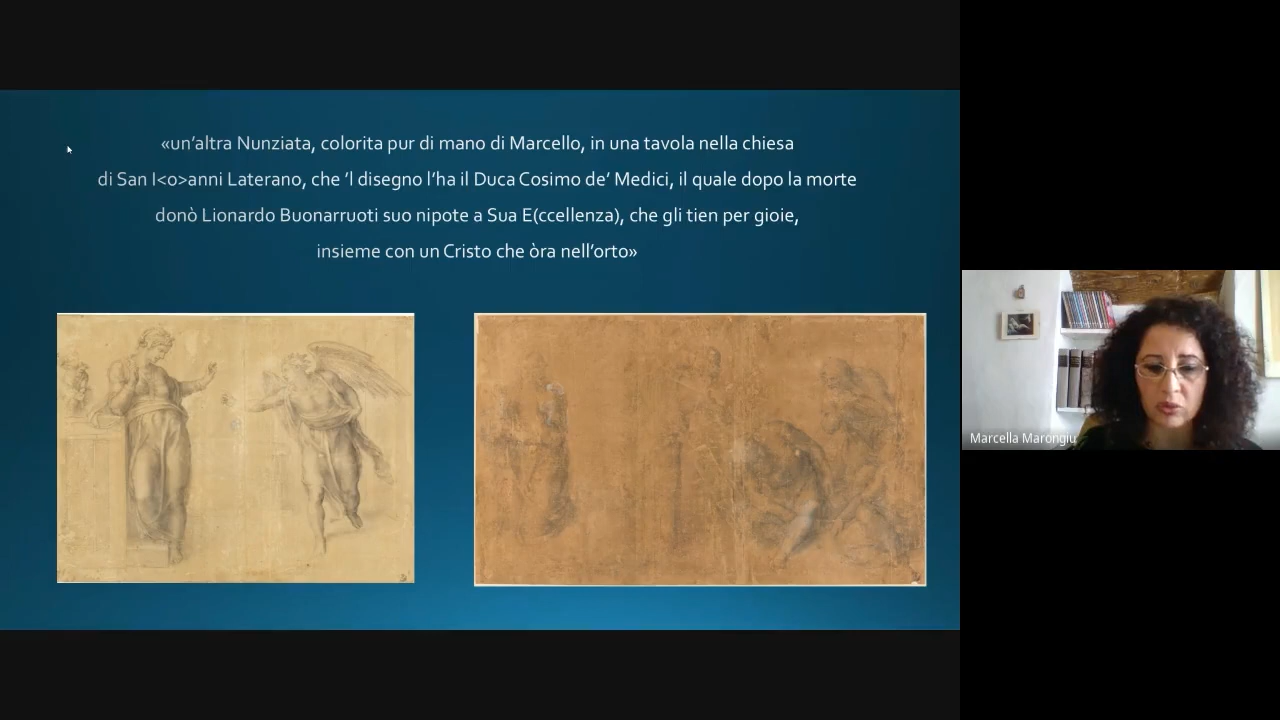 «un’altra Nunziata, colorita pur di mano di Marcello, in una tavola nella chiesa
di San I<o>anni Laterano, che ’l disegno l’ha il Duca Cosimo de’ Medici, il quale dopo la morte
donò Lionardo Buonarruoti suo nipote a Sua E(ccellenza), che gli tien per gioie,
insieme con un Cristo che òra nell’orto»
Marcella Marongiu